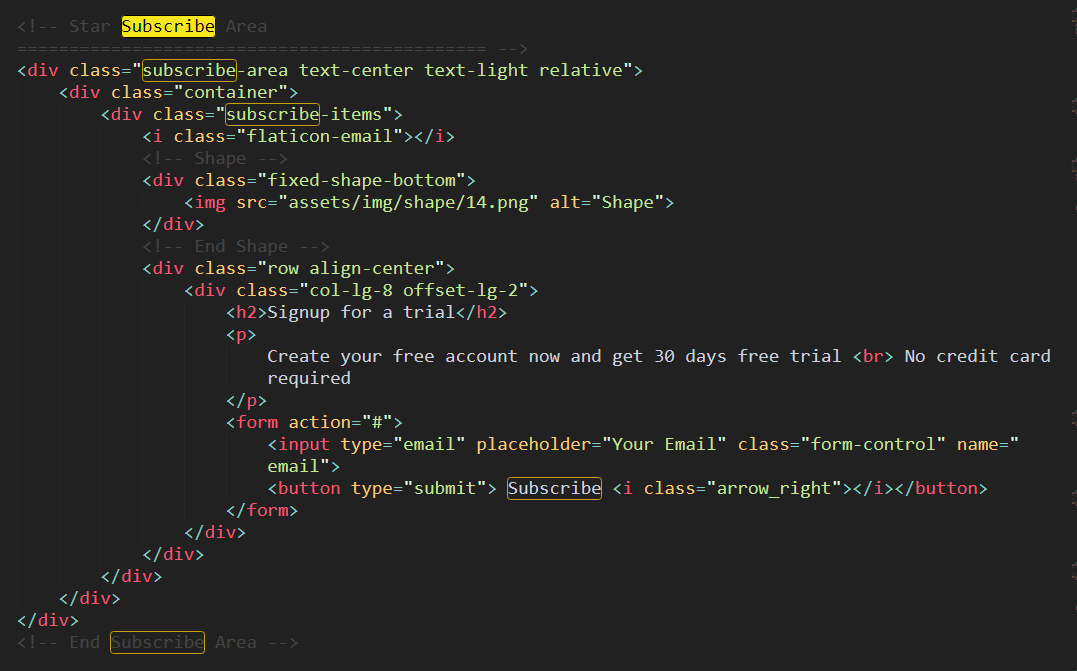 <!-- Star Subscribe Area
============================================= -->
<div class="subscribe-area text-center text-light relative">
    <div class="container">
        <div class="subscribe-items">
            <i class="flaticon-email"></i>
            <!-- Shape -->
            <div class="fixed-shape-bottom">
                <img src="assets/img/shape/14.png" alt="Shape">
            </div>
            <!-- End Shape -->
            <div class="row align-center">
                <div class="col-lg-8 offset-lg-2">
                    <h2>Signup for a trial</h2>
                    <p>
                        Create your free account now and get 30 days free trial <br> No credit card
                        required
                    </p>
                    <form action="#">
                        <input type="email" placeholder="Your Email" class="form-control" name="
                        email">
                        <button type="submit"> Subscribe <i class="arrow_right"></i></button>
                    </form>
                </div>
            </div>
        </div>
    </div>
</div>
<!-- End Subscribe Area -->